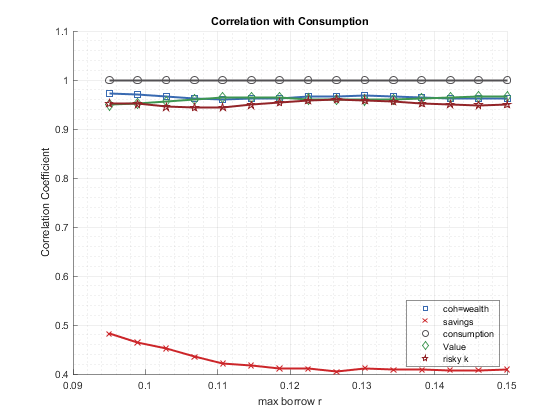 Correlation with Consumption
1.1
1
0.9
0.8
0.7
0.6
0.5
0.4
Correlation Coefficient
0.09
0.1
0.11
0.12
0.13
0.14
0.15
max borrow r
coh=wealth
savings
consumption
Value
risky k